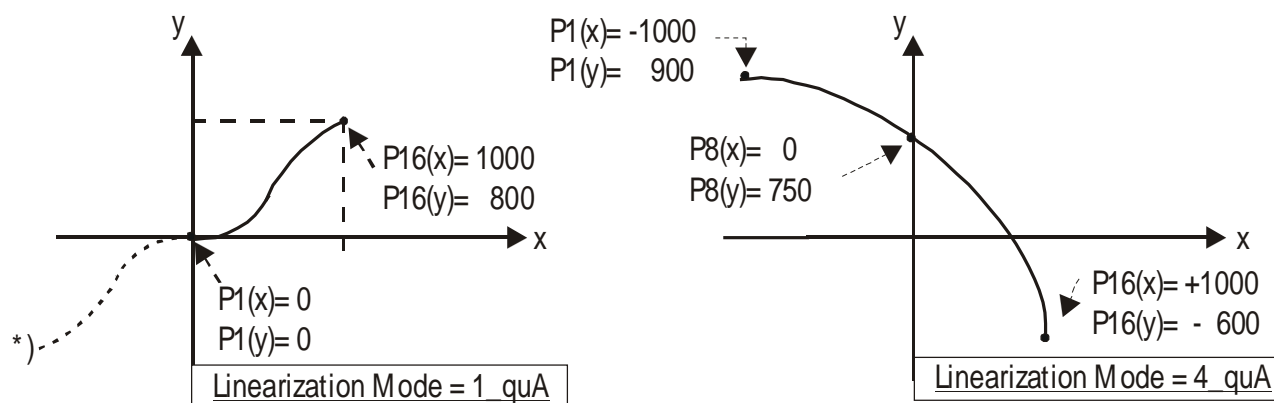 y
P16(x)= 1000
P16(y)= 800
x
P1(x)= 0
P1(y)= 0
*)
Linearization Mode = 1_quA
P1(x)= -1000
P1(y)= 900
y
P8(x)= 0
P8(y)= 750
x
P16(x)= +1000
P16(y)= - 600
Linearization Mode = 4_quA